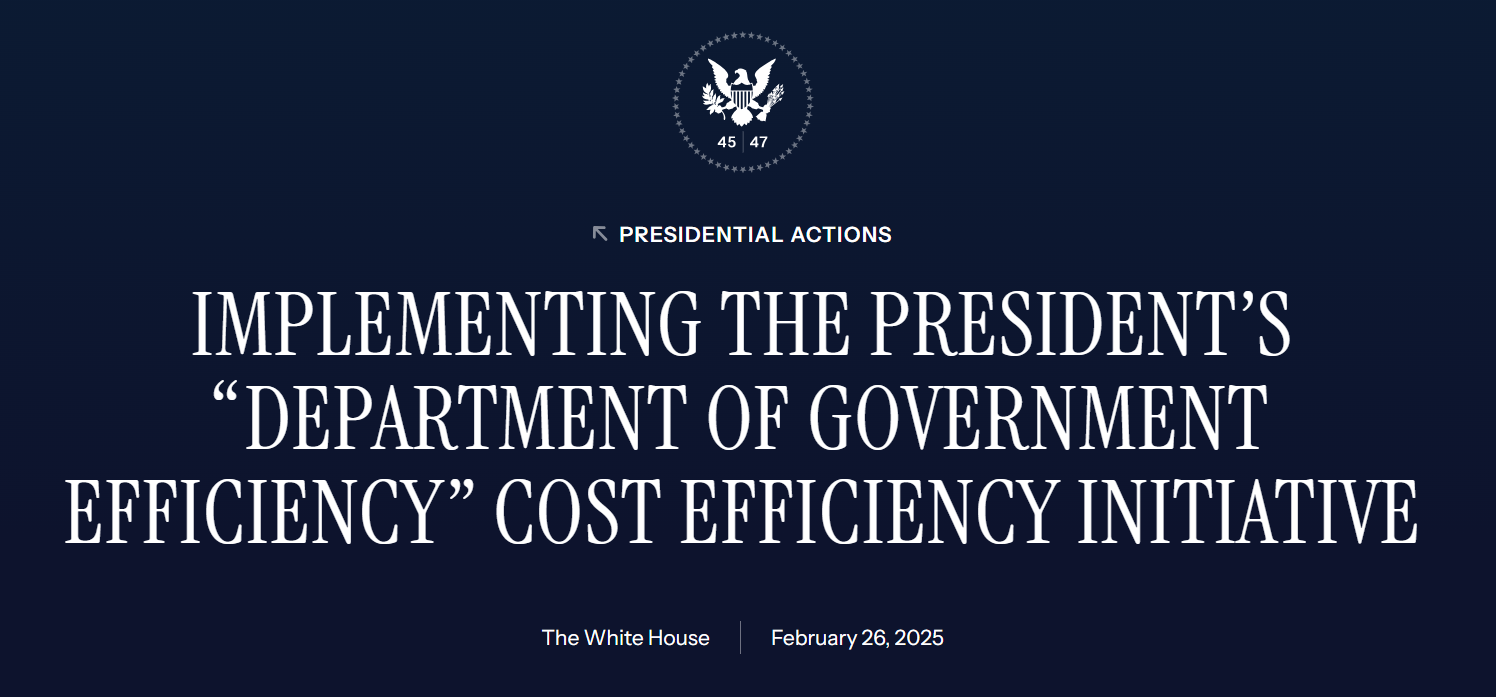 45 | 47
PRESIDENTIAL ACTIONS
IMPLEMENTING THE PRESIDENT’S
“DEPARTMENT OF GOVERNMENT
EFFICIENCY” COST EFFICIENCY INITIATIVE
The White House | February 26, 2025